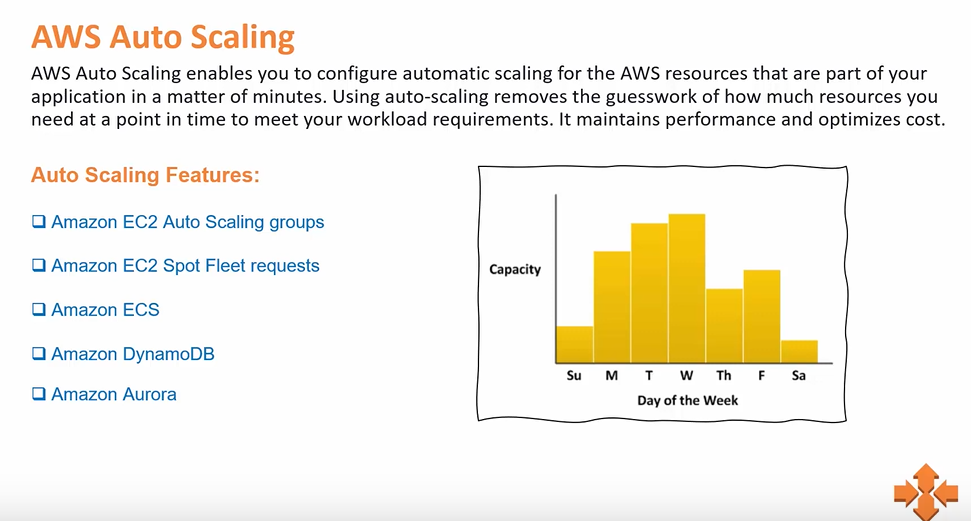 AWS Auto Scaling
AWS Auto Scaling enables you to configure automatic scaling for the AWS resources that are part of your
application in a matter of minutes. Using auto-scaling removes the guesswork of how much resources you
need at a point in time to meet your workload requirements. It maintains performance and optimizes cost.
Auto Scaling Features:
Amazon EC2 Auto Scaling groups
Amazon EC2 Spot Fleet requests
Amazon ECS
Amazon DynamoDB
Amazon Aurora
Capacity
Su M T W Th F Sa
Day of the Week